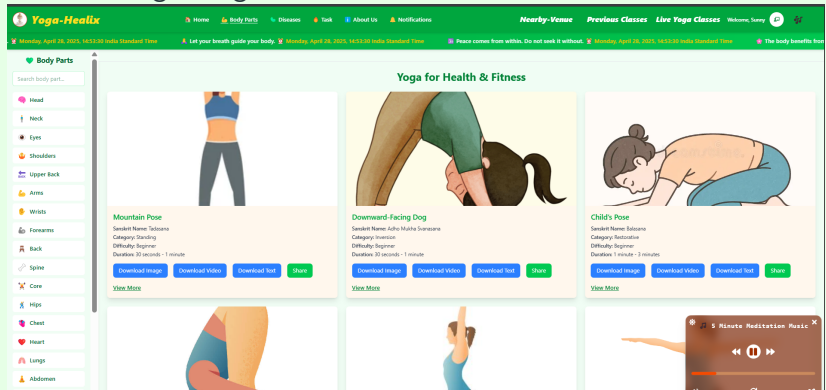 Yoga-Healix
Home
Body Parts
Diseases
Task
About Us
Notifications
Nearby-Venue
Previous Classes
Live Yoga Classes
Welcome, Sunny
Monday, April 28, 2025, 14:53:30 India Standard Time
Let your breath guide your body.
Monday, April 28, 2025, 14:53:30 India Standard Time
Peace comes from within. Do not seek it without.
Monday, April 28, 2025, 14:53:30 India Standard Time
The body benefits from
Body Parts
Search body part...
Head
Neck
Eyes
Shoulders
Upper Back
Arms
Wrists
Forearms
Back
Spine
Core
Hips
Chest
Heart
Lungs
Abdomen
Yoga for Health & Fitness
Mountain Pose
Sanskrit Name: Tadasana
Category: Standing
Difficulty: Beginner
Duration: 30 seconds - 1 minute
Download Image
Download Video
Download Text
Share
View More
Downward-Facing Dog
Sanskrit Name: Adho Mukha Svanasana
Category: Inversion
Difficulty: Beginner
Duration: 30 seconds - 1 minute
Download Image
Download Video
Download Text
Share
View More
Child's Pose
Sanskrit Name: Balasana
Category: Restorative
Difficulty: Beginner
Duration: 1 minute - 3 minutes
Download Image
Download Video
Download Text
Share
View More
5 Minute Meditation Music